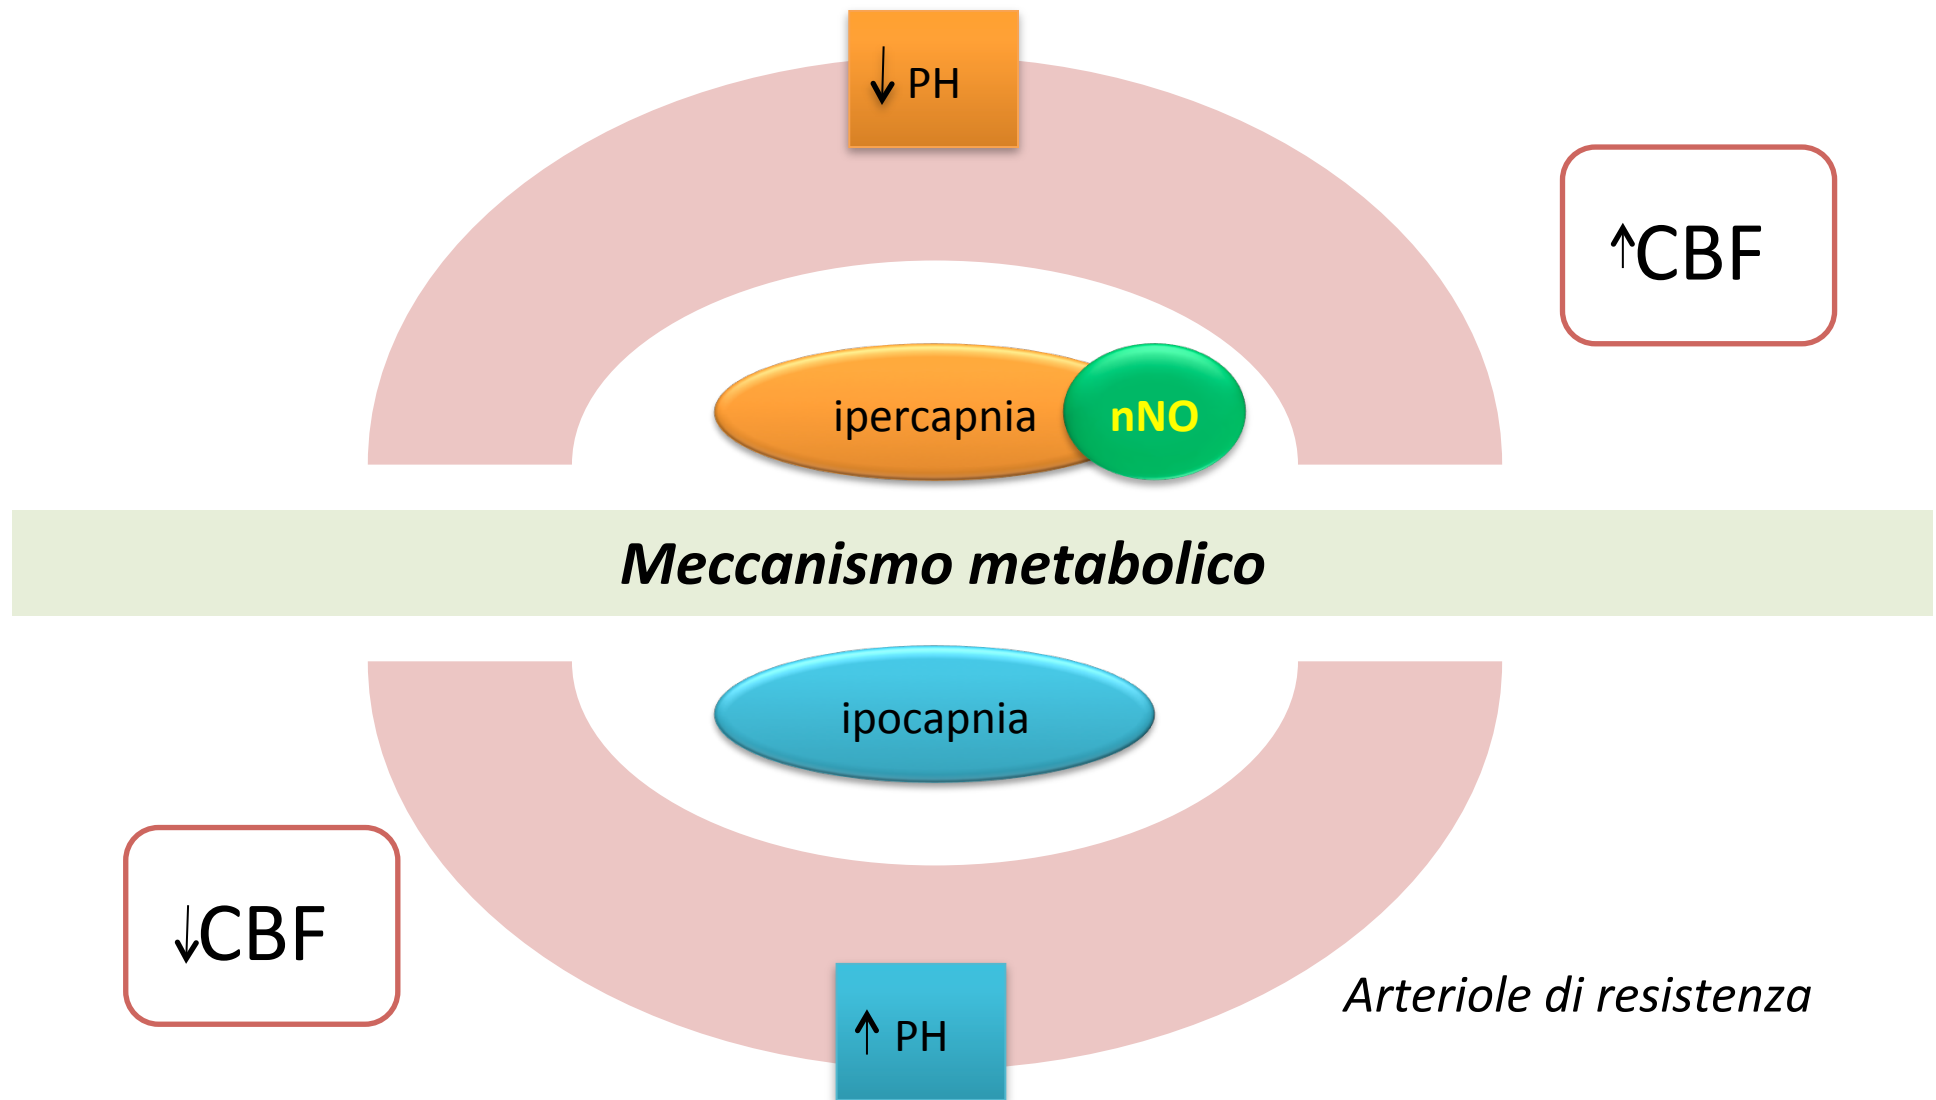 ↓ PH
↑CBF
ipercapnia
nNO
Meccanismo metabolico
ipocapnia
↓CBF
Arteriole di resistenza
↑ PH